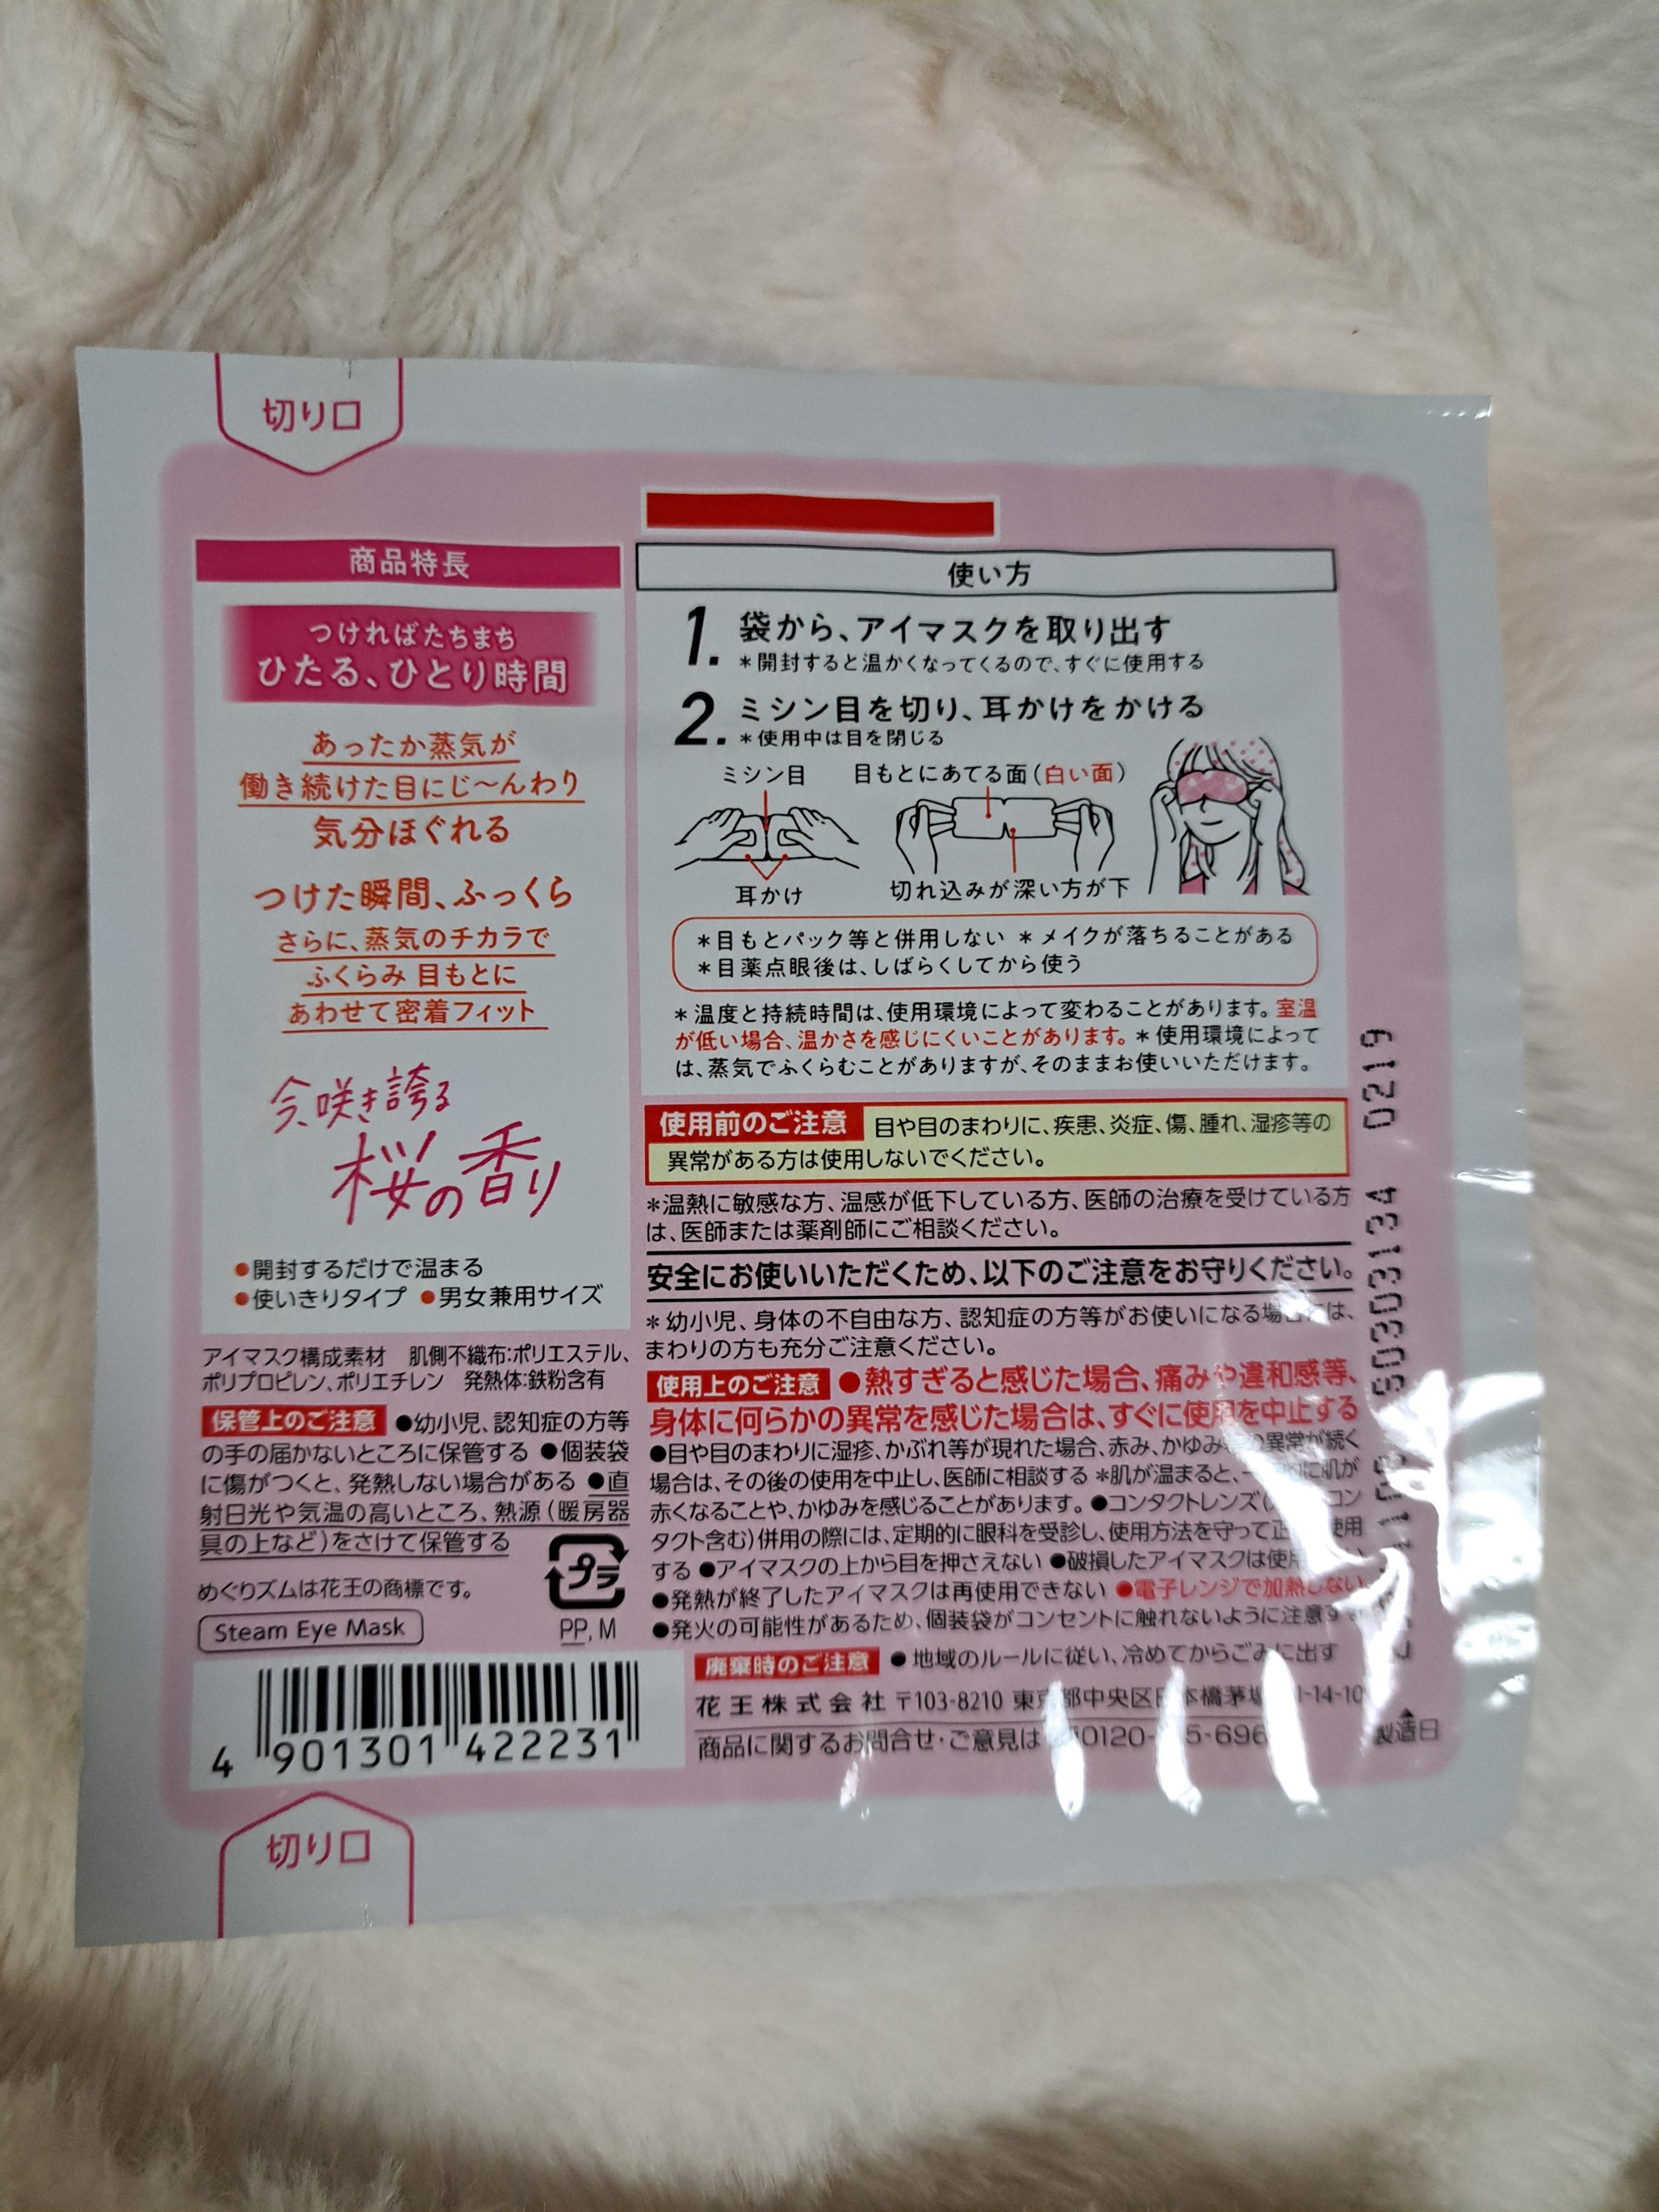 切り口
商品特長
つければたちまち
ひたる、ひとり時間
あったか蒸気が
働き続けた目にじ～んわり
気分ほぐれる
つけた瞬間、ふっくら
さらに、蒸気のチカラで
ふくらみ 目もとに
あわせて密着フィット
今、咲き誇る
桜の香り
●開封するだけで温まる
●使いきりタイプ ●男女兼用サイズ
アイマスク構成素材 肌側不織布:ポリエステル、
ポリプロピレン、ポリエチレン 発熱体:鉄粉含有
保管上のご注意 ●幼小児、認知症の方等
の手の届かないところに保管する ●個装袋
に傷がつくと、発熱しない場合がある ●直
射日光や気温の高いところ、熱源(暖房器
具の上など)をさけて保管する
めぐりズムは花王の商標です。
Steam Eye Mask
プラ
PP, M
4 901301 422231
切り口
使い方
1. 袋から、アイマスクを取り出す
＊開封すると温かくなってくるので、すぐに使用する
2. ミシン目を切り、耳かけをかける
＊使用中は目を閉じる
ミシン目 目もとにあてる面(白い面)
耳かけ 切れ込みが深い方が下
＊目もとパック等と併用しない ＊メイクが落ちることがある
＊目薬点眼後は、しばらくしてから使う
＊温度と持続時間は、使用環境によって変わることがあります。室温
が低い場合、温かさを感じにくいことがあります。＊使用環境によって
は、蒸気でふくらむことがありますが、そのままお使いいただけます。
使用前のご注意 目や目のまわりに、疾患、炎症、傷、腫れ、湿疹等の
異常がある方は使用しないでください。
＊温熱に敏感な方、温感が低下している方、医師の治療を受けている方
は、医師または薬剤師にご相談ください。
安全にお使いいただくため、以下のご注意をお守りください。
＊幼小児、身体の不自由な方、認知症の方等がお使いになる場合は、
まわりの方も充分ご注意ください。
使用上のご注意 ●熱すぎると感じた場合、痛みや違和感等、
身体に何らかの異常を感じた場合は、すぐに使用を中止する
●目や目のまわりに湿疹、かぶれ等が現れた場合、赤み、かゆみ の異常が続く
場合は、その後の使用を中止し、医師に相談する ＊肌が温まると、 に肌が
赤くなることや、かゆみを感じることがあります。●コンタクトレンズ コン
タクト含む)併用の際には、定期的に眼科を受診し、使用方法を守って 使用
する ●アイマスクの上から目を押さえない ●破損したアイマスクは
●発熱が終了したアイマスクは再使用できない ●電子レンジで加熱しない
●発火の可能性があるため、個装袋がコンセントに触れないように注意
廃棄時のご注意 ●地域のルールに従い、冷めてからごみに出す
花王株式会社 〒103-8210 東京都中央区日本橋茅場 1-14-10
商品に関するお問合せ・ご意見は 0120- 5-696
製造日
0219